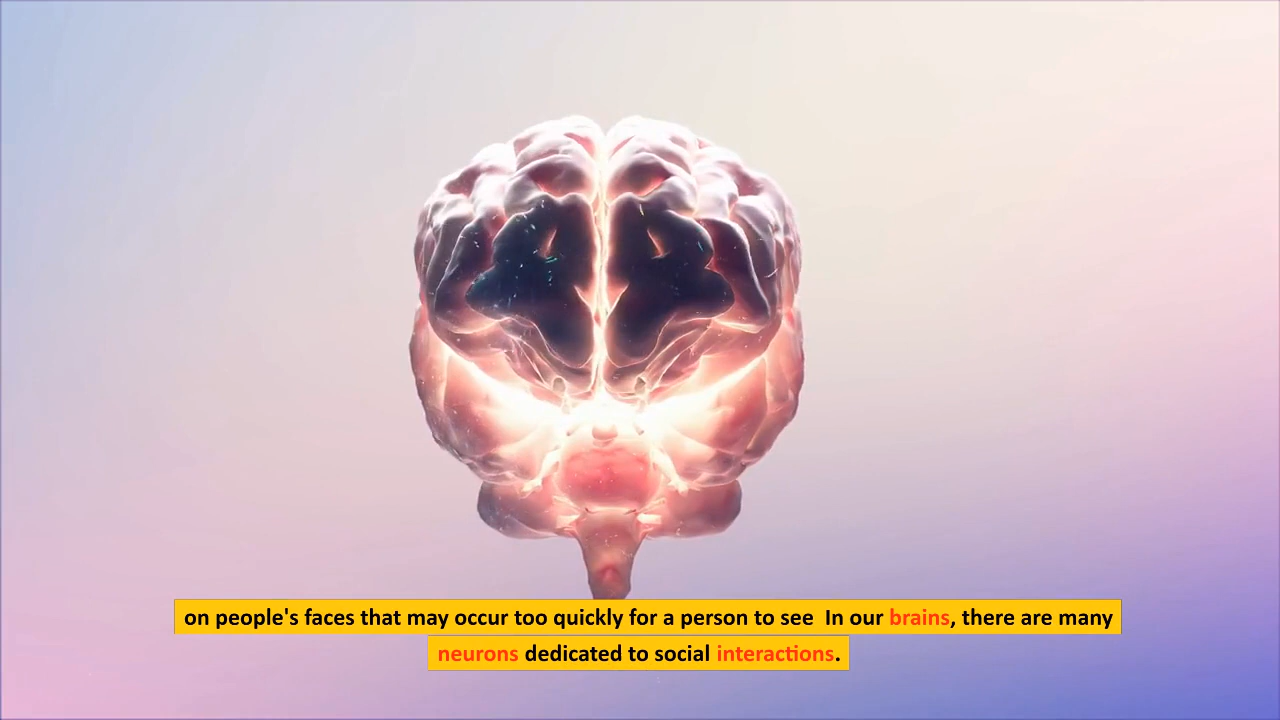 on people's faces that may occur too quickly for a person to see  In our brains, there are many
neurons dedicated to social interactions.